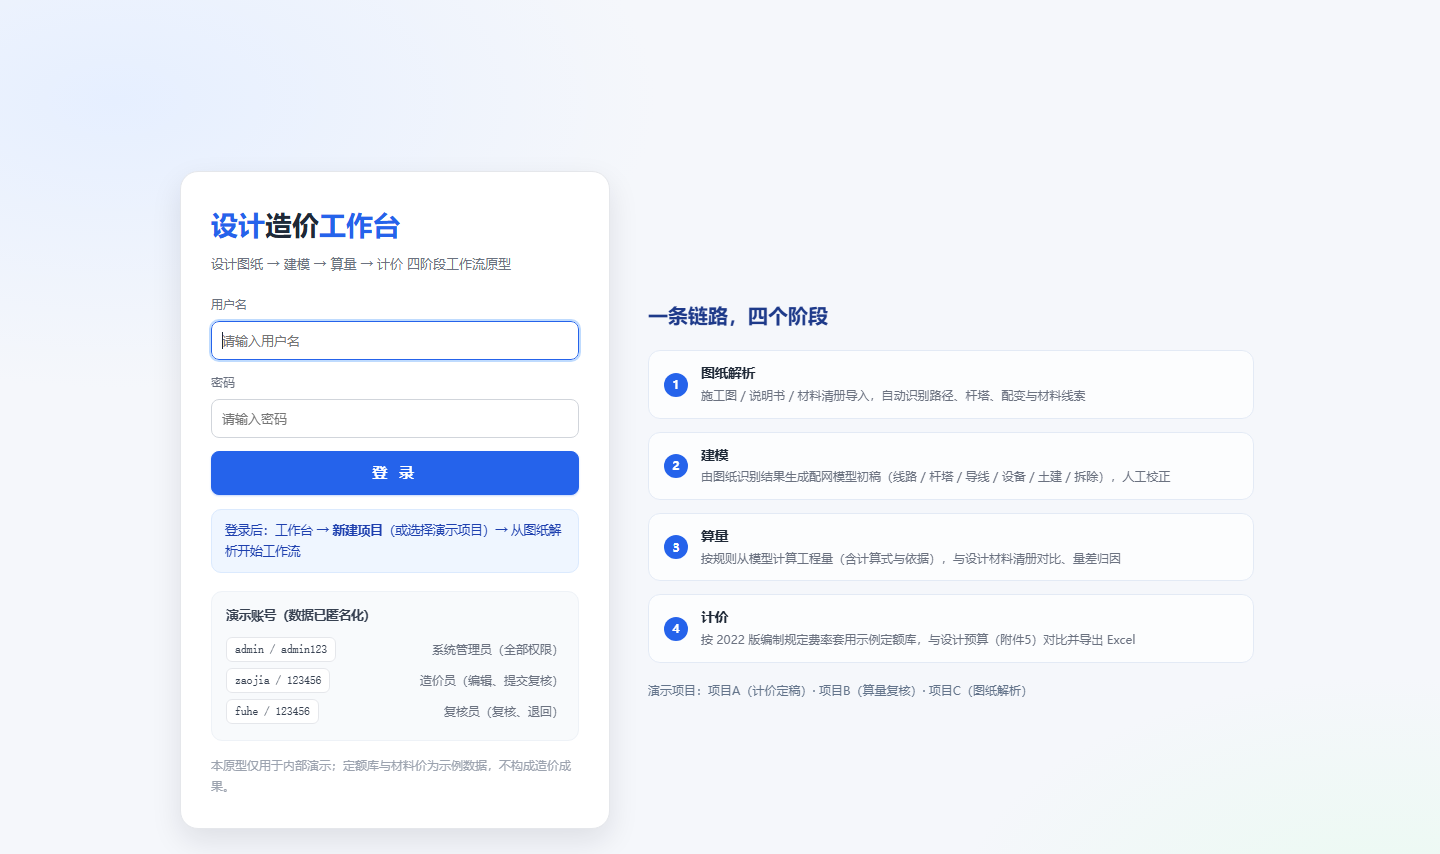 设计造价工作台
设计图纸 → 建模 → 算量 → 计价 四阶段工作流原型
用户名
请输入用户名
密码
请输入密码
登 录
登录后：工作台 → 新建项目（或选择演示项目）→ 从图纸解
析开始工作流
演示账号（数据已匿名化）
admin / admin123 系统管理员（全部权限）
zaojia / 123456 造价员（编辑、提交复核）
fuhe / 123456 复核员（复核、退回）
本原型仅用于内部演示；定额库与材料价为示例数据，不构成造价成
果。
一条链路，四个阶段
1 图纸解析
施工图 / 说明书 / 材料清册导入，自动识别路径、杆塔、配变与材料线索
2 建模
由图纸识别结果生成配网模型初稿（线路 / 杆塔 / 导线 / 设备 / 土建 / 拆除），人工校正
3 算量
按规则从模型计算工程量（含计算式与依据），与设计材料清册对比、量差归因
4 计价
按 2022 版编制规定费率套用示例定额库，与设计预算（附件5）对比并导出 Excel
演示项目：项目A（计价定稿）· 项目B（算量复核）· 项目C（图纸解析）